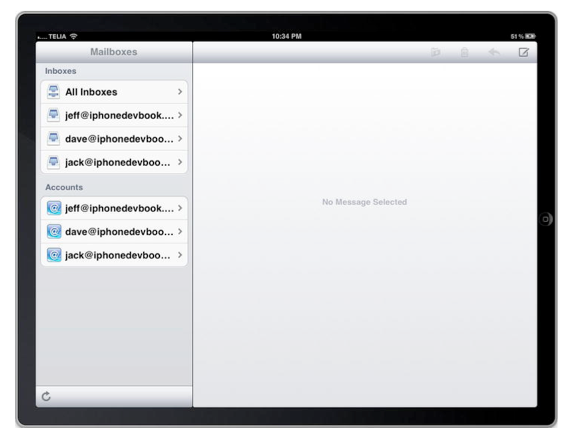 TELIA
10:34 PM
51 %
Mailboxes
Inboxes
All Inboxes
jeff@iphonedevbook....
dave@iphonedevboo...
jack@iphonedevboo...
No Message Selected
Accounts
jeff@iphonedevbook....
dave@iphonedevboo...
jack@iphonedevboo...